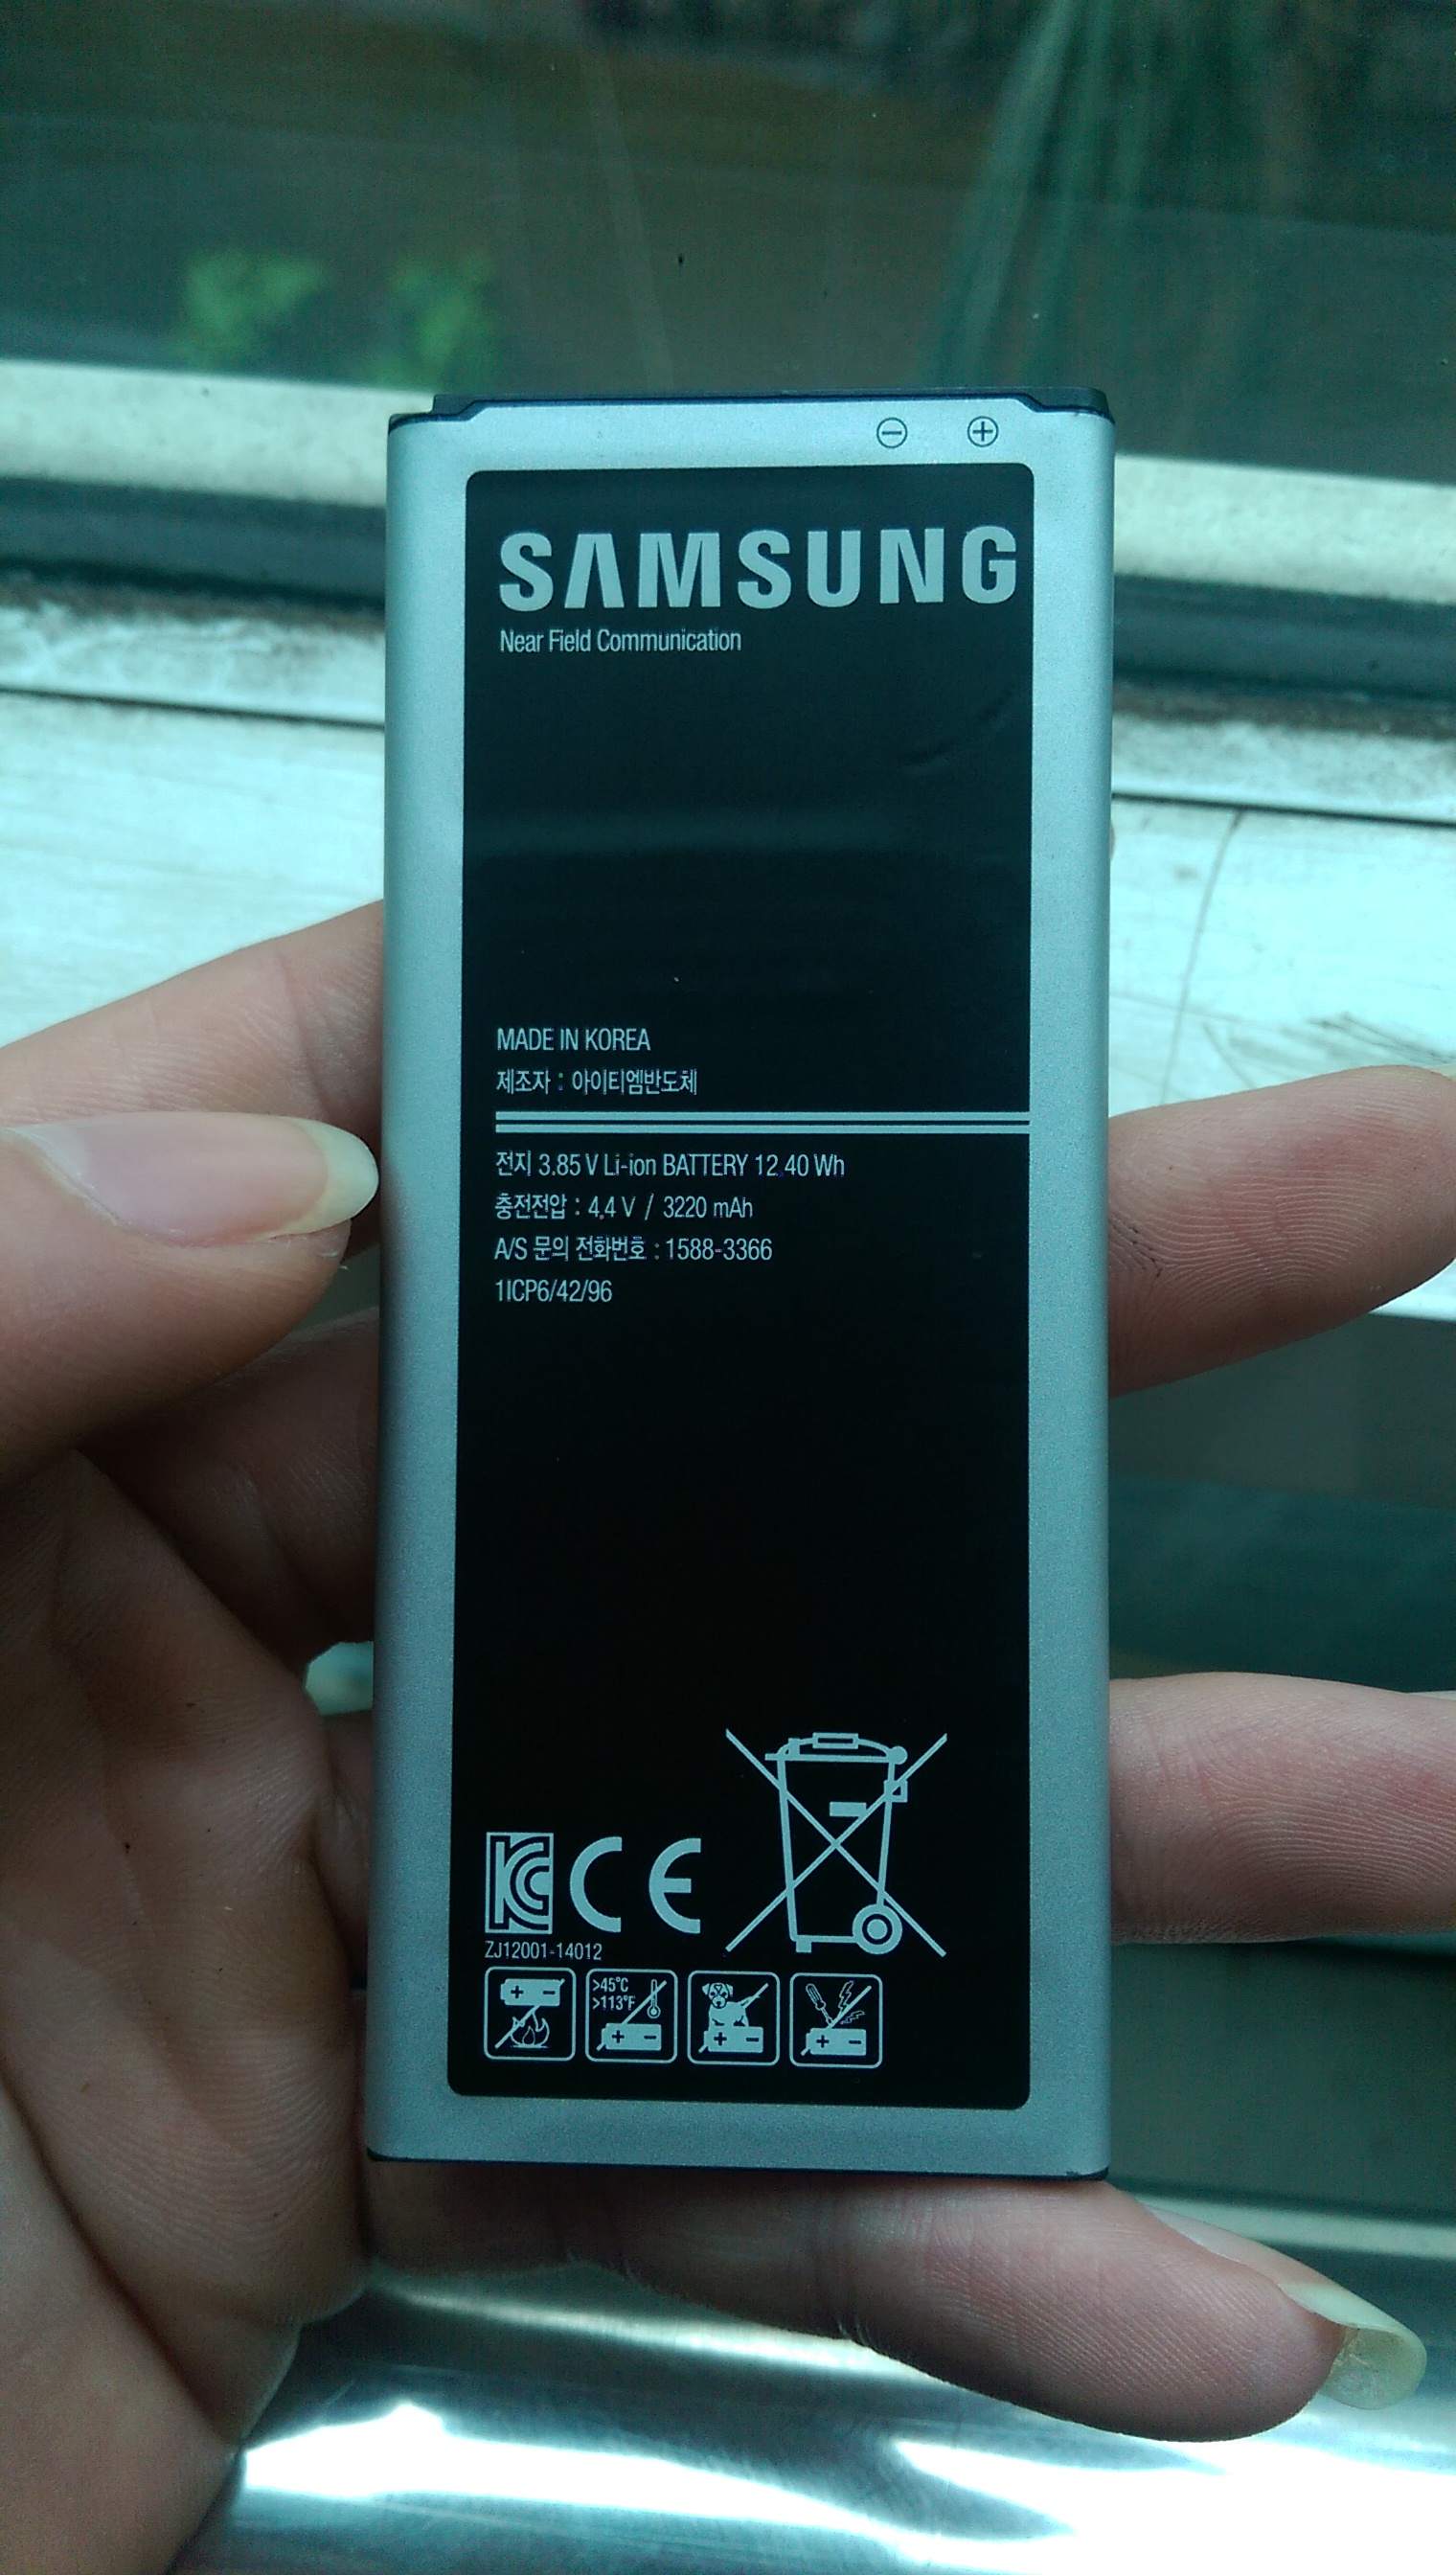 SAMSUNG
Near Field Communication
MADE IN KOREA
제조자 : 아이티엠반도체
전지 3.85 V Li-ion BATTERY 12.40 Wh
충전전압 : 4.4 V / 3220 mAh
A/S 문의 전화번호 : 1588-3366
1ICP6/42/96
KC CE
ZJ12001-14012
>45°C
>113°F